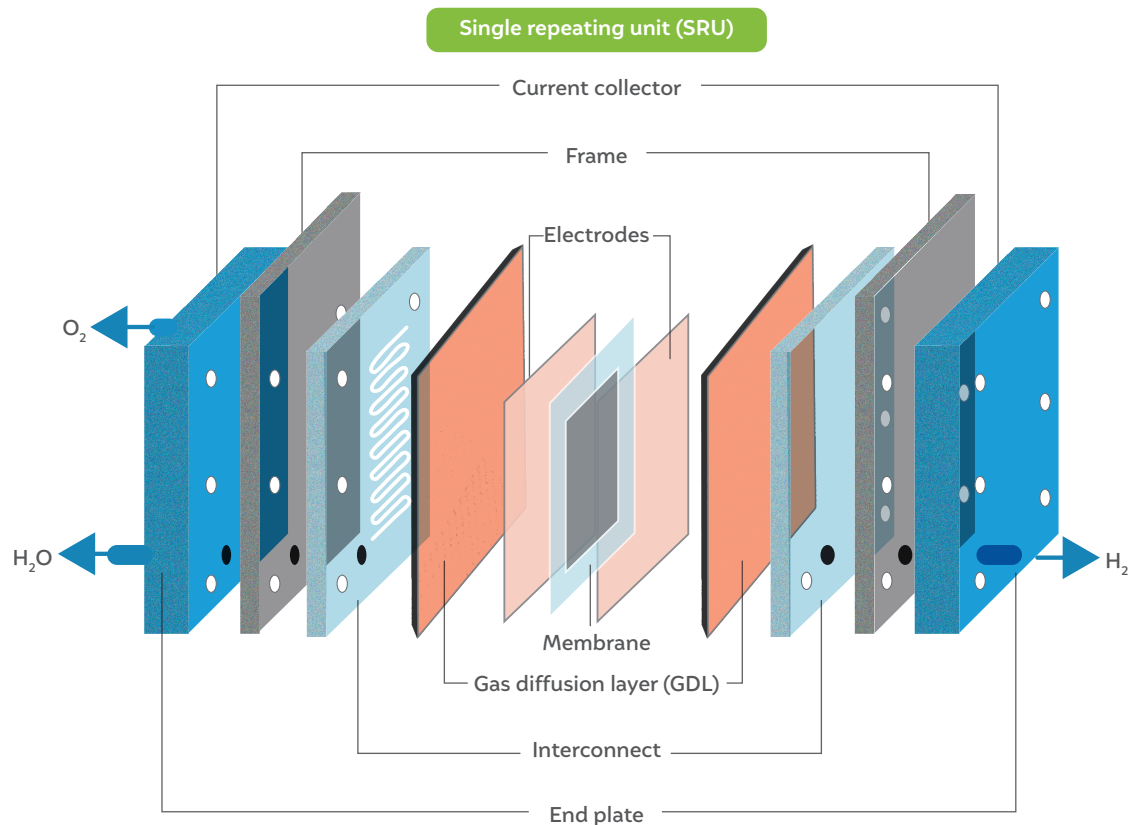 Single repeating unit (SRU)
Current collector
Frame
Electrodes
O₂
H₂O
H₂
Membrane
Gas diffusion layer (GDL)
Interconnect
End plate